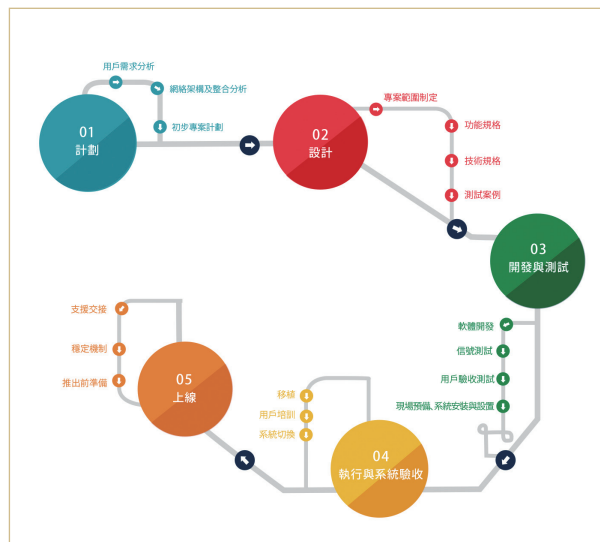 用戶需求分析
網絡架構及整合分析
初步專案計劃
01
計劃
專案範圍制定
功能規格
技術規格
測試案例
02
設計
03
開發與測試
軟體開發
信號測試
用戶驗收測試
現場預備、系統安裝與設置
移植
用戶培訓
系統切換
04
執行與系統驗收
支援交接
穩定機制
推出前準備
05
上線